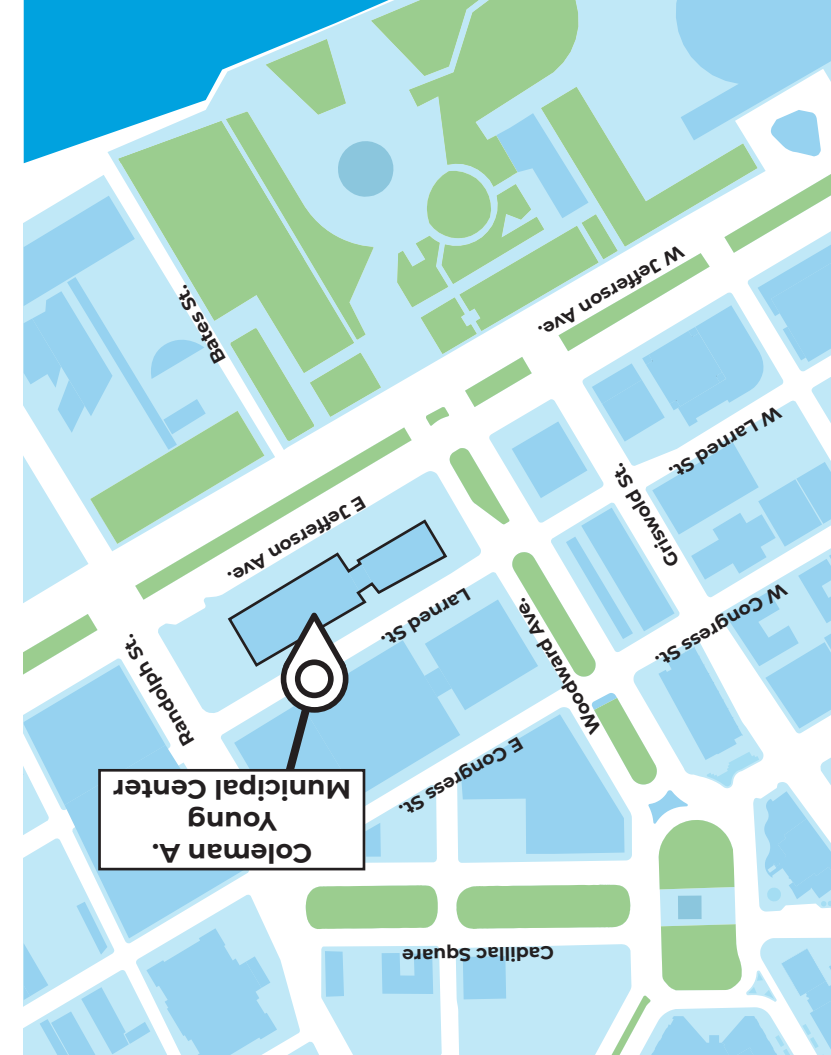 Cadillac Square
Coleman A.
Young
Municipal Center
E Congress St.
Woodward Ave.
Randolph St.
Larned St.
W Congress St.
E Jefferson Ave.
Griswold St.
W Larned St.
Bates St.
W Jefferson Ave.